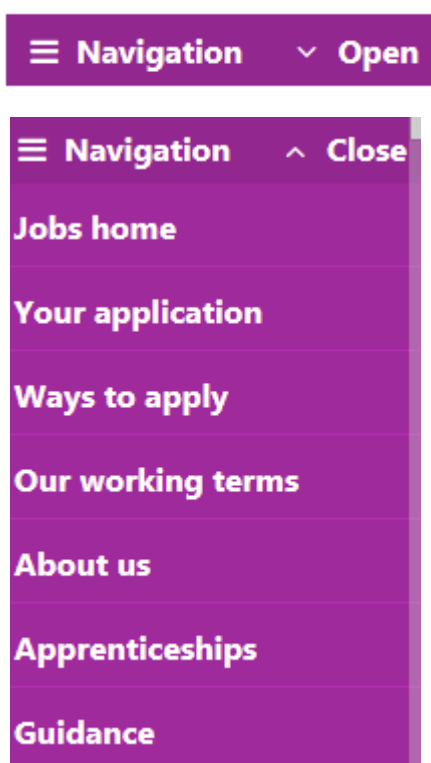 Navigation Open
Navigation Close
Jobs home
Your application
Ways to apply
Our working terms
About us
Apprenticeships
Guidance